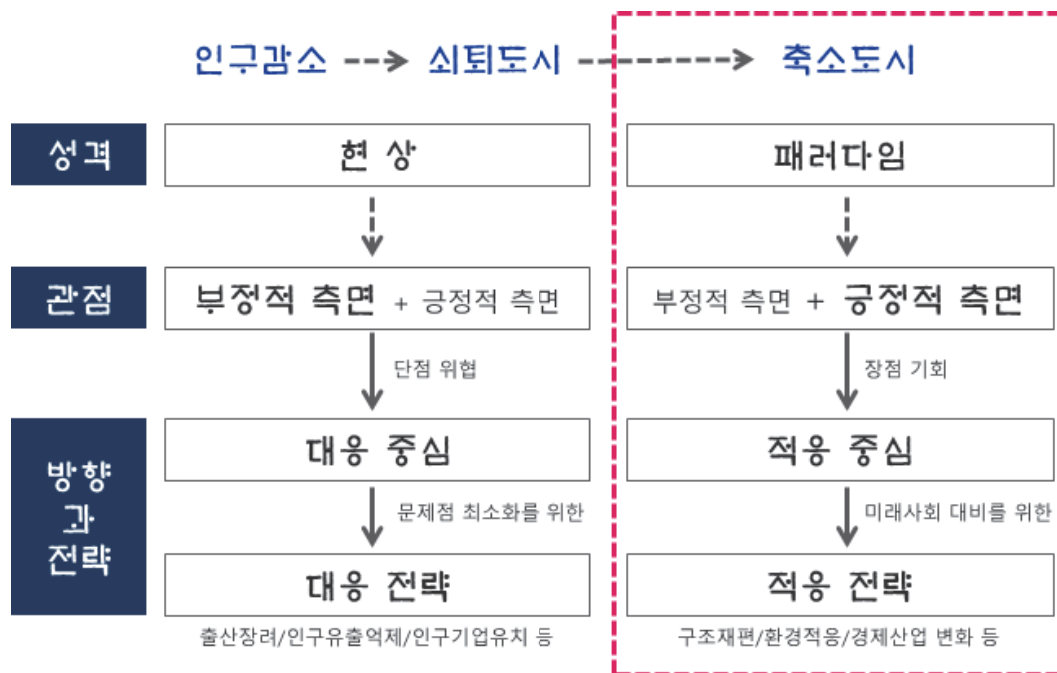 인구감소 쇠퇴도시 축소도시
성격 현 상 패러다임
관점 부정적 측면 + 긍정적 측면 부정적 측면 + 긍정적 측면
단점 위협 장점 기회
방향
과
전략
대응 중심 적응 중심
문제점 최소화를 위한 미래사회 대비를 위한
대응 전략 적응 전략
출산장려/인구유출억제/인구기업유치 등 구조재편/환경적응/경제산업 변화 등